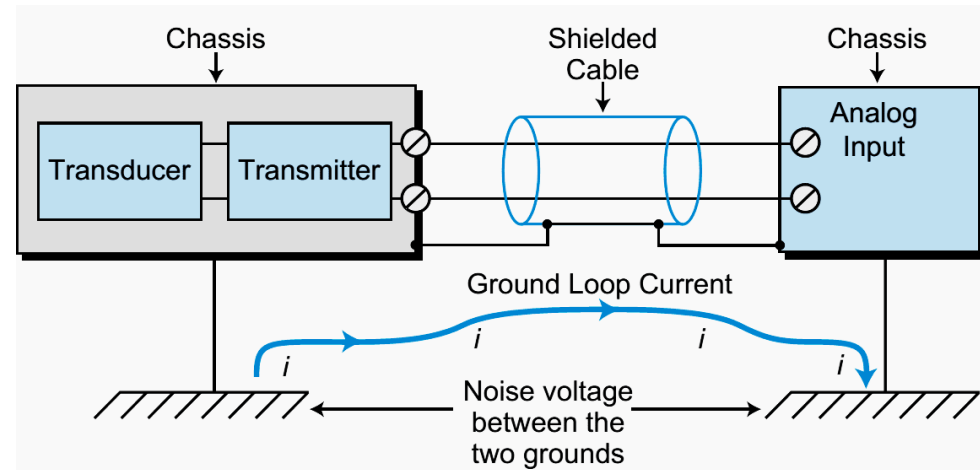 Chassis
Shielded
Cable
Chassis
Transducer
Transmitter
Analog
Input
Ground Loop Current
i
i
i
i
Noise voltage
between the
two grounds